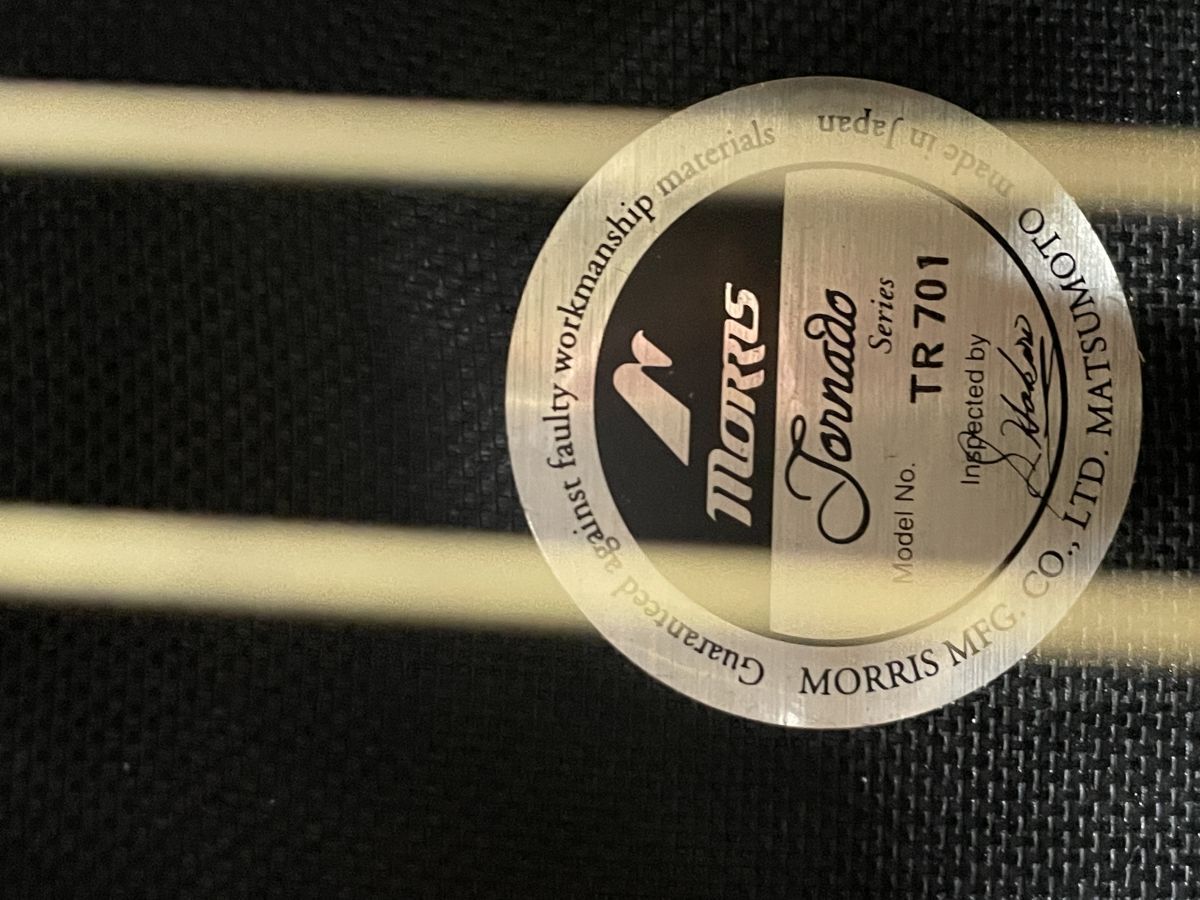 Guaranteed against faulty workmanship materials
MORRIS
Tornado
Series
Model No. TR 701
Inspected by
made in Japan
MORRIS MFG. CO., LTD. MATSUMOTO